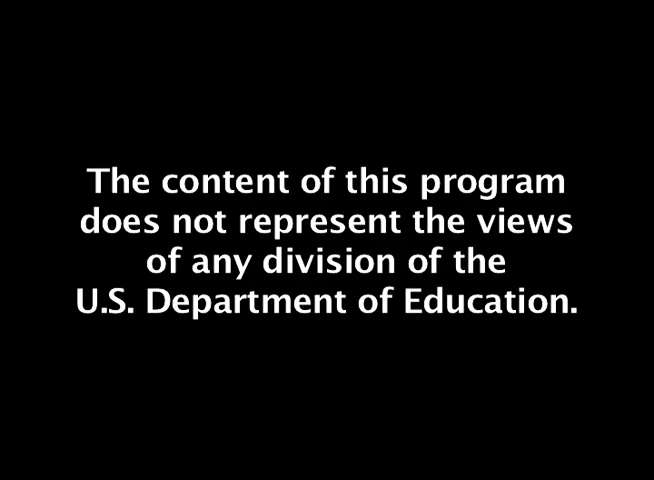 The content of this program
does not represent the views
of any division of the
U.S. Department of Education.